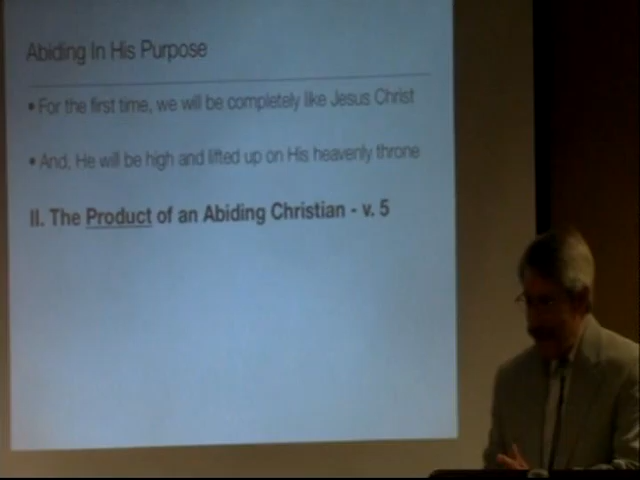 Abiding In His Purpose
• For the first time, we will be completely like Jesus Christ
• And, He will be high and lifted up on His heavenly throne
II. The Product of an Abiding Christian - v. 5